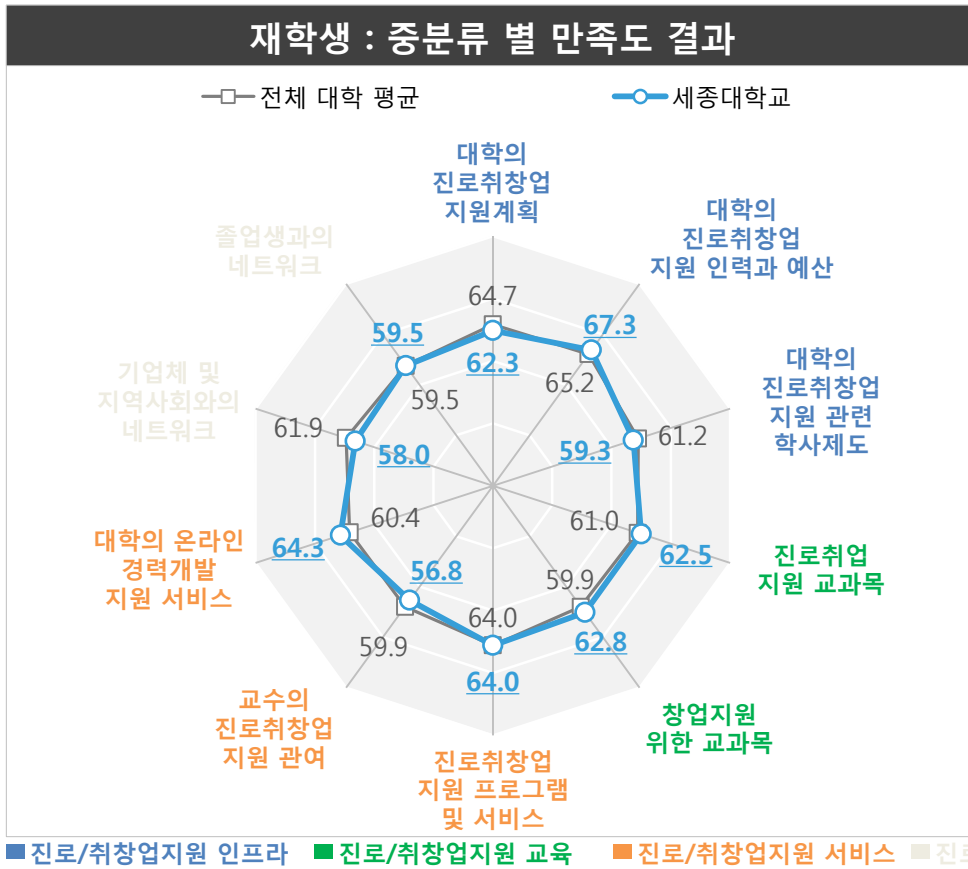 재학생 : 중분류 별 만족도 결과
전체 대학 평균
세종대학교
대학의
진로취창업
지원계획
대학의
진로취창업
지원 인력과 예산
대학의
진로취창업
지원 관련
학사제도
진로취업
지원 교과목
창업지원
위한 교과목
진로취창업
지원 프로그램
및 서비스
교수의
진로취창업
지원 관여
대학의 온라인
경력개발
지원 서비스
기업체 및
지역사회와의
네트워크
졸업생과의
네트워크
64.7
62.3
67.3
65.2
61.2
59.3
61.0
62.5
59.9
62.8
64.0
64.0
56.8
59.9
60.4
64.3
61.9
58.0
59.5
59.5
진로/취창업지원 인프라
진로/취창업지원 교육
진로/취창업지원 서비스
진로